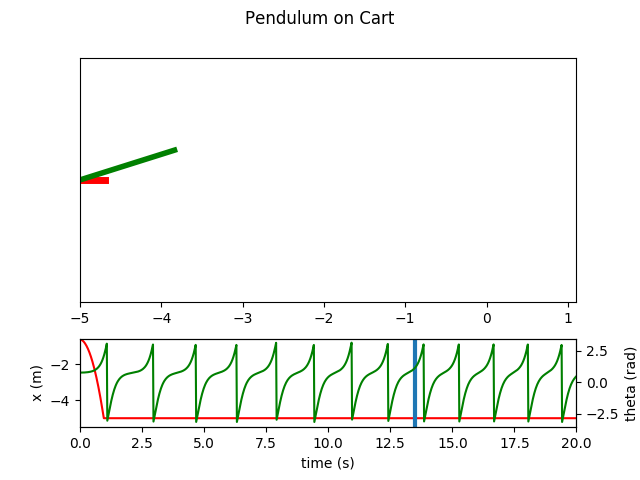 Pendulum on Cart
−5 −4 −3 −2 −1 0 1
−2
−4
x (m)
2.5
0.0
−2.5
theta (rad)
0.0 2.5 5.0 7.5 10.0 12.5 15.0 17.5 20.0
time (s)